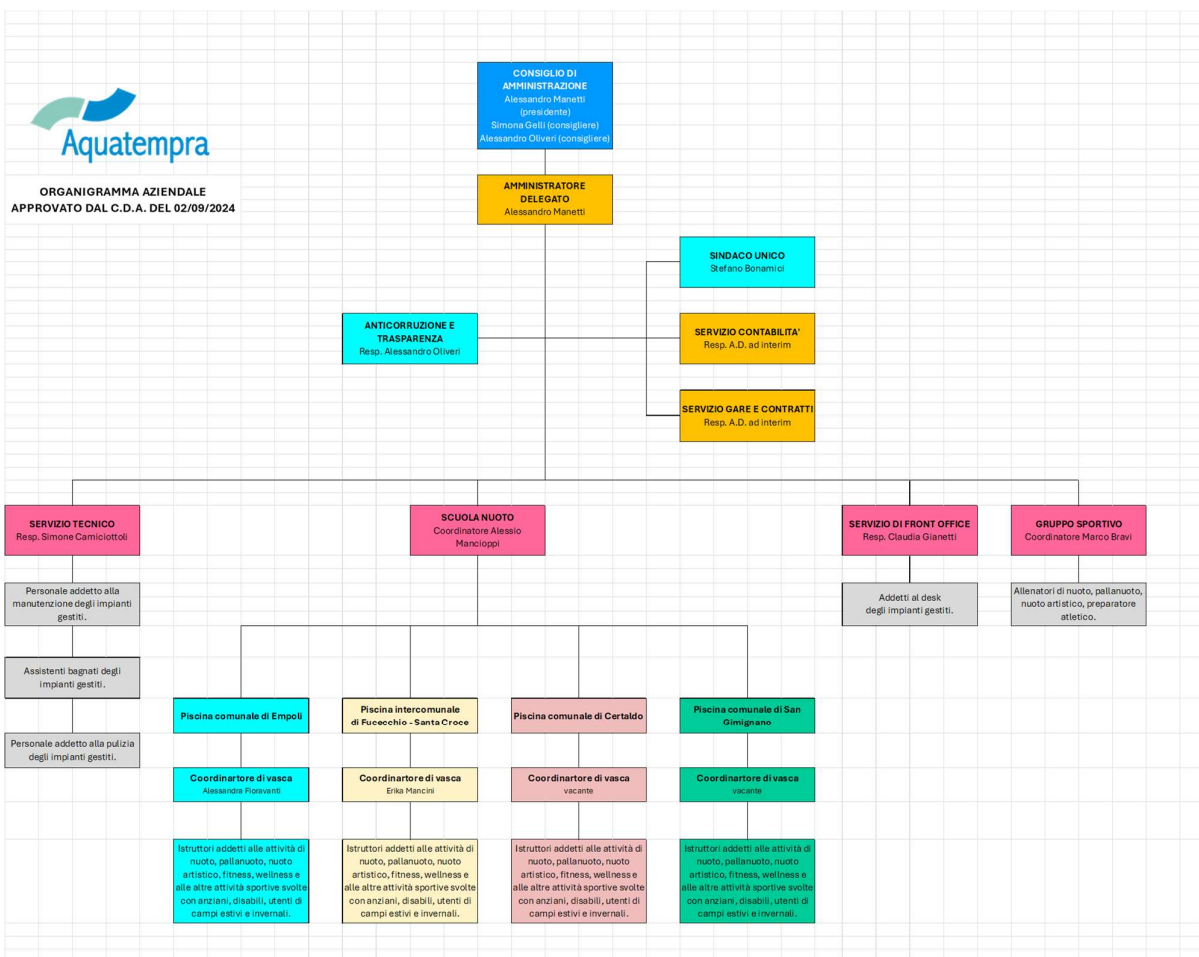 Aquatempra
ORGANIGRAMMA AZIENDALE
APPROVATO DAL C.D.A. DEL 02/09/2024
CONSIGLIO DI
AMMINISTRAZIONE
Alessandro Manetti
(presidente)
Simona Gelli (consigliere)
Alessandro Oliveri (consigliere)
AMMINISTRATORE
DELEGATO
Alessandro Manetti
SINDACO UNICO
Stefano Bonamici
ANTICORRUZIONE E
TRASPARENZA
Resp. Alessandro Oliveri
SERVIZIO CONTABILITA'
Resp. A.D. ad interim
SERVIZIO GARE E CONTRATTI
Resp. A.D. ad interim
SERVIZIO TECNICO
Resp. Simone Camiciottoli
SCUOLA NUOTO
Coordinatore Alessio
Mancioppi
SERVIZIO DI FRONT OFFICE
Resp. Claudia Gianetti
GRUPPO SPORTIVO
Coordinatore Marco Bravi
Personale addetto alla
manutenzione degli impianti
gestiti.
Addetti al desk
degli impianti gestiti.
Allenatori di nuoto, pallanuoto,
nuoto artistico, preparatore
atletico.
Assistenti bagnati degli
impianti gestiti.
Personale addetto alla pulizia
degli impianti gestiti.
Piscina comunale di Empoli
Piscina intercomunale
di Fucecchio - Santa Croce
Piscina comunale di Certaldo
Piscina comunale di San
Gimignano
Coordinartore di vasca
Alessandra Fioravanti
Coordinartore di vasca
Erika Mancini
Coordinartore di vasca
vacante
Coordinartore di vasca
vacante
Istruttori addetti alle attività di
nuoto, pallanuoto, nuoto
artistico, fitness, wellness e
alle altre attività sportive svolte
con anziani, disabili, utenti di
campi estivi e invernali.
Istruttori addetti alle attività di
nuoto, pallanuoto, nuoto
artistico, fitness, wellness e
alle altre attività sportive svolte
con anziani, disabili, utenti di
campi estivi e invernali.
Istruttori addetti alle attività di
nuoto, pallanuoto, nuoto
artistico, fitness, wellness e
alle altre attività sportive svolte
con anziani, disabili, utenti di
campi estivi e invernali.
Istruttori addetti alle attività di
nuoto, pallanuoto, nuoto
artistico, fitness, wellness e
alle altre attività sportive svolte
con anziani, disabili, utenti di
campi estivi e invernali.